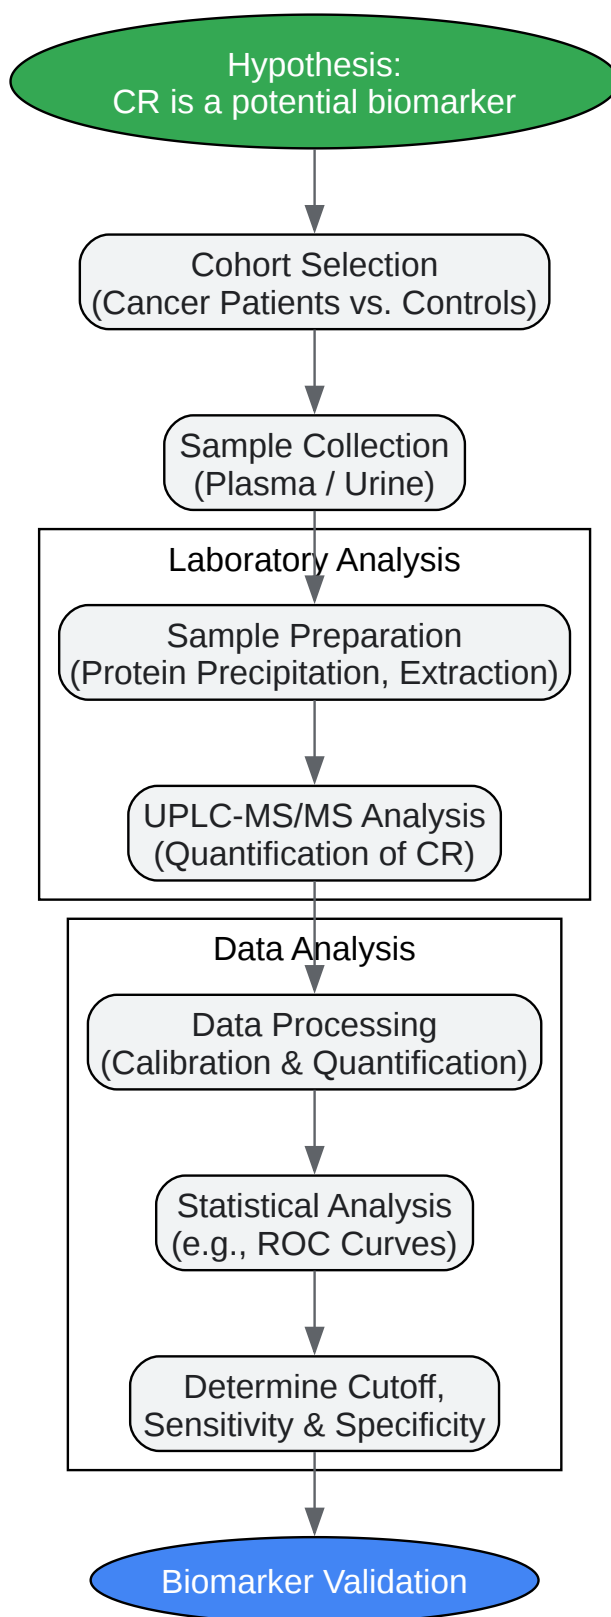 Hypothesis:
CR is a potential biomarker
Cohort Selection
(Cancer Patients vs. Controls)
Sample Collection
(Plasma / Urine)
Laboratory Analysis
Sample Preparation
(Protein Precipitation, Extraction)
UPLC-MS/MS Analysis
(Quantification of CR)
Data Analysis
Data Processing
(Calibration & Quantification)
Statistical Analysis
(e.g., ROC Curves)
Determine Cutoff,
Sensitivity & Specificity
Biomarker Validation